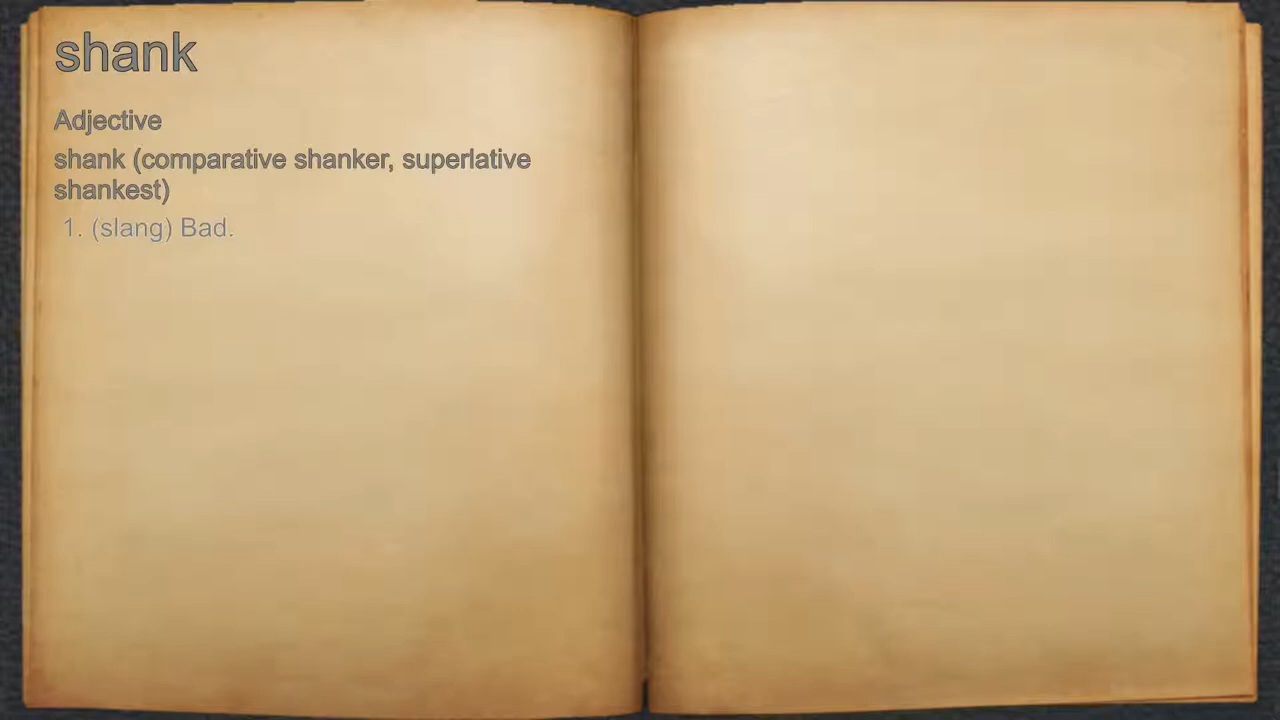 shank
Adjective
shank (comparative shanker, superlative
shankest)
1. (slang) Bad.